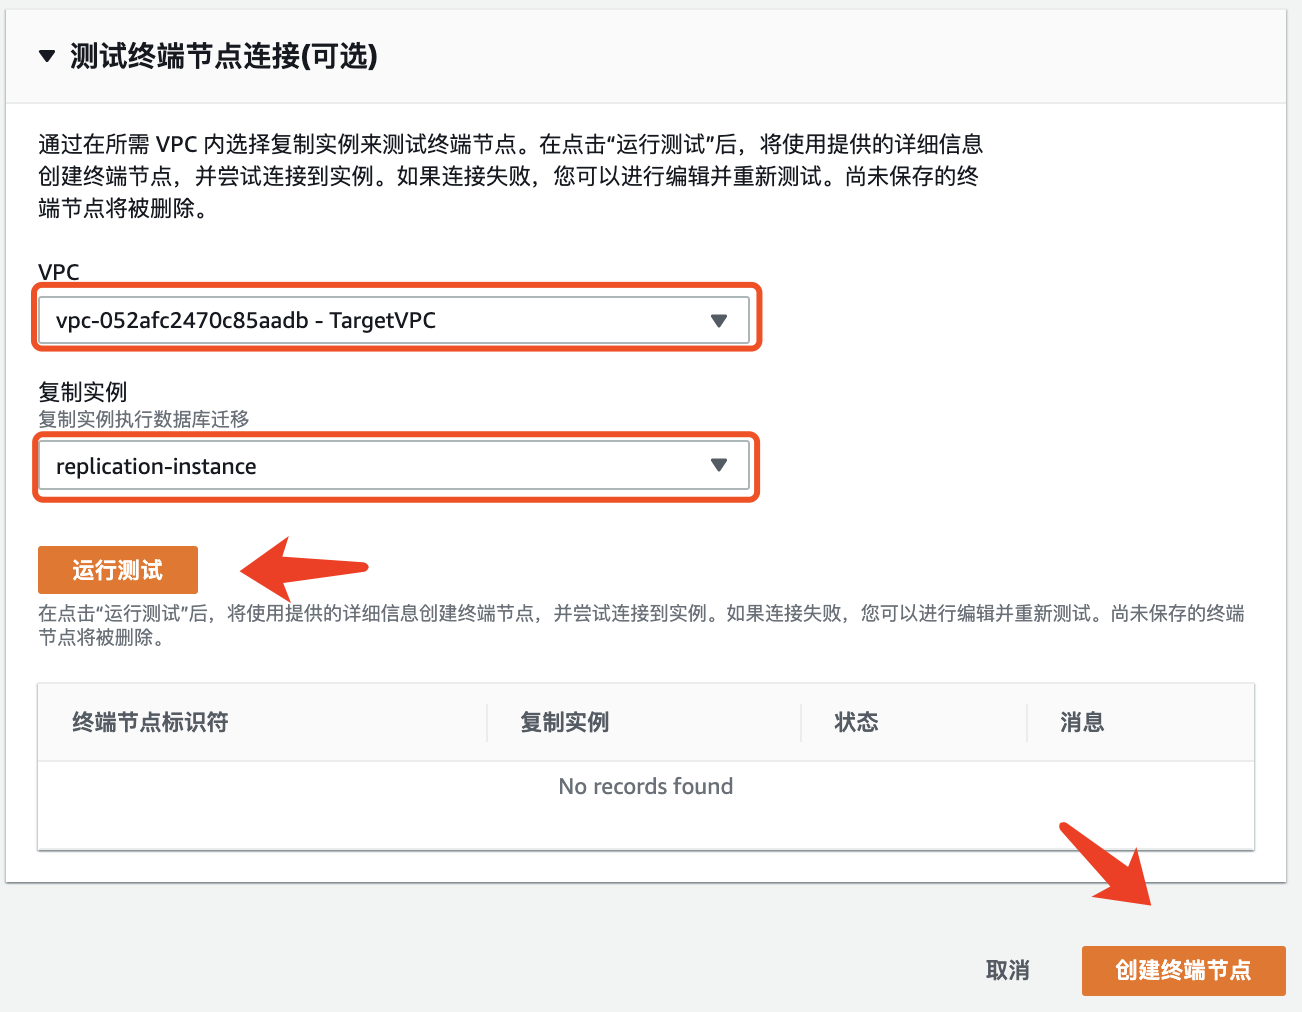 测试终端节点连接(可选)
通过在所需 VPC 内选择复制实例来测试终端节点。在点击“运行测试”后，将使用提供的详细信息
创建终端节点，并尝试连接到实例。如果连接失败，您可以进行编辑并重新测试。尚未保存的终
端节点将被删除。
VPC
vpc-052afc2470c85aadb - TargetVPC
复制实例
复制实例执行数据库迁移
replication-instance
运行测试
在点击“运行测试”后，将使用提供的详细信息创建终端节点，并尝试连接到实例。如果连接失败，您可以进行编辑并重新测试。尚未保存的终端
节点将被删除。
终端节点标识符 复制实例 状态 消息
No records found
取消 创建终端节点